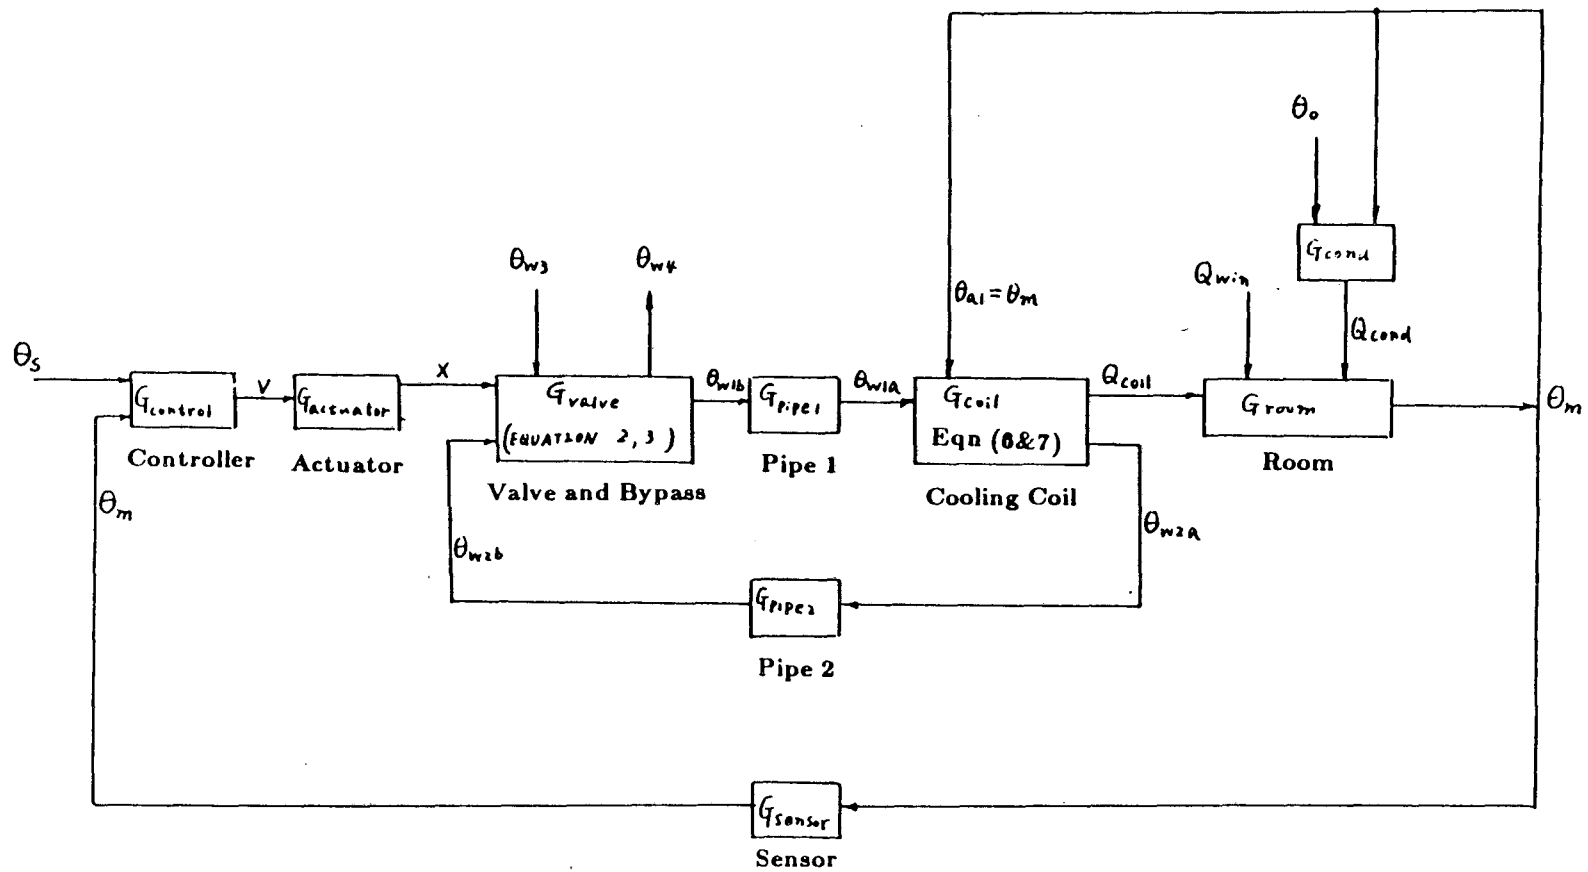 θo
Gcond
θw3
θw4
Qwin
θa1 = θm
Qcond
θs
Gcontrol
V
Gactuator
X
Gvalve
(EQUATION 2, 3)
θw1b
Gpipe1
θw1a
Gcoil
Eqn (6&7)
Qcoil
Groom
θm
Controller
Actuator
Valve and Bypass
Pipe 1
Cooling Coil
Room
θm
θw2b
θw2a
GPIPE2
Pipe 2
Gsensor
Sensor